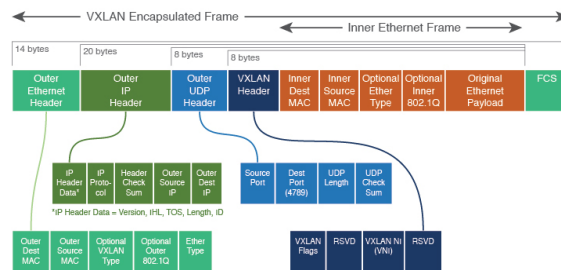 VXLAN Encapsulated Frame
Inner Ethernet Frame
14 bytes
20 bytes
8 bytes
8 bytes
Outer
Ethernet
Header
Outer
IP
Header
Outer
UDP
Header
VXLAN
Header
Inner
Dest
MAC
Inner
Source
MAC
Optional
Ether
Type
Optional
Inner
802.1Q
Original
Ethernet
Payload
FCS
IP
Header
Data*
IP
Proto-
col
Header
Check
Sum
Outer
Source
IP
Outer
Dest
IP
Source
Port
Dest
Port
(4789)
UDP
Length
UDP
Check
Sum
*IP Header Data = Version, IHL, TOS, Length, ID
Outer
Dest
MAC
Outer
Source
MAC
Optional
VXLAN
Type
Optional
Outer
802.1Q
Ether
Type
VXLAN
Flags
RSVD
VXLAN NI
(VNI)
RSVD